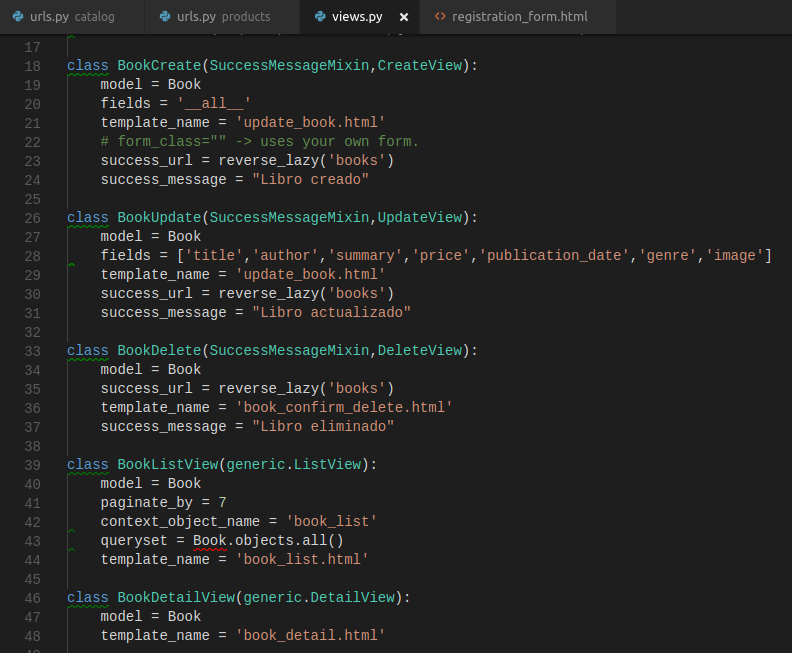 urls.py catalog urls.py products views.py × <> registration_form.html
17
18 class BookCreate(SuccessMessageMixin,CreateView):
19 model = Book
20 fields = '__all__'
21 template_name = 'update_book.html'
22 # form_class="" -> uses your own form.
23 success_url = reverse_lazy('books')
24 success_message = "Libro creado"
25
26 class BookUpdate(SuccessMessageMixin,UpdateView):
27 model = Book
28 fields = ['title','author','summary','price','publication_date','genre','image']
29 template_name = 'update_book.html'
30 success_url = reverse_lazy('books')
31 success_message = "Libro actualizado"
32
33 class BookDelete(SuccessMessageMixin,DeleteView):
34 model = Book
35 success_url = reverse_lazy('books')
36 template_name = 'book_confirm_delete.html'
37 success_message = "Libro eliminado"
38
39 class BookListView(generic.ListView):
40 model = Book
41 paginate_by = 7
42 context_object_name = 'book_list'
43 queryset = Book.objects.all()
44 template_name = 'book_list.html'
45
46 class BookDetailView(generic.DetailView):
47 model = Book
48 template_name = 'book_detail.html'